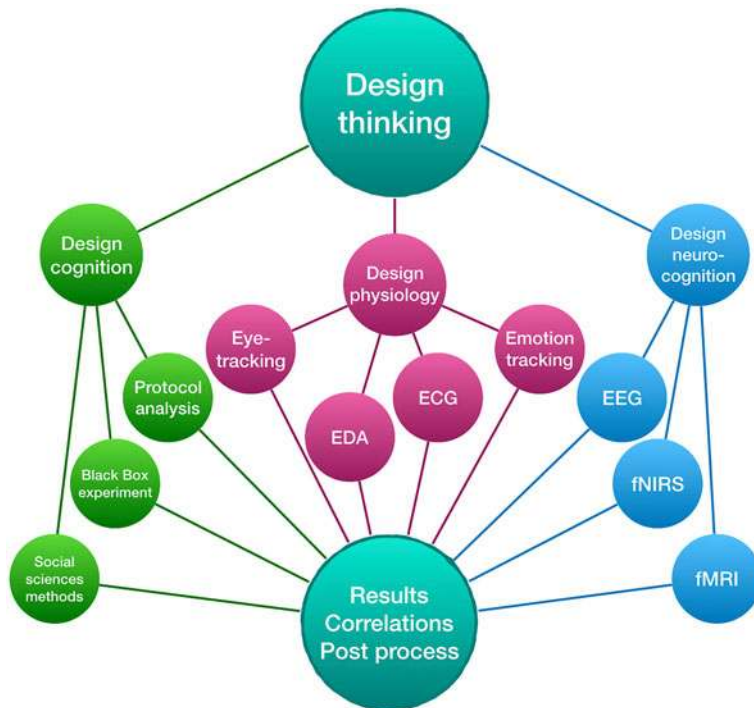 Design
thinking
Design
cognition
Design
neuro-
cognition
Design
physiology
Eye-
tracking
Emotion
tracking
Protocol
analysis
ECG
EEG
EDA
Black Box
experiment
fNIRS
Social
sciences
methods
fMRI
Results
Correlations
Post process